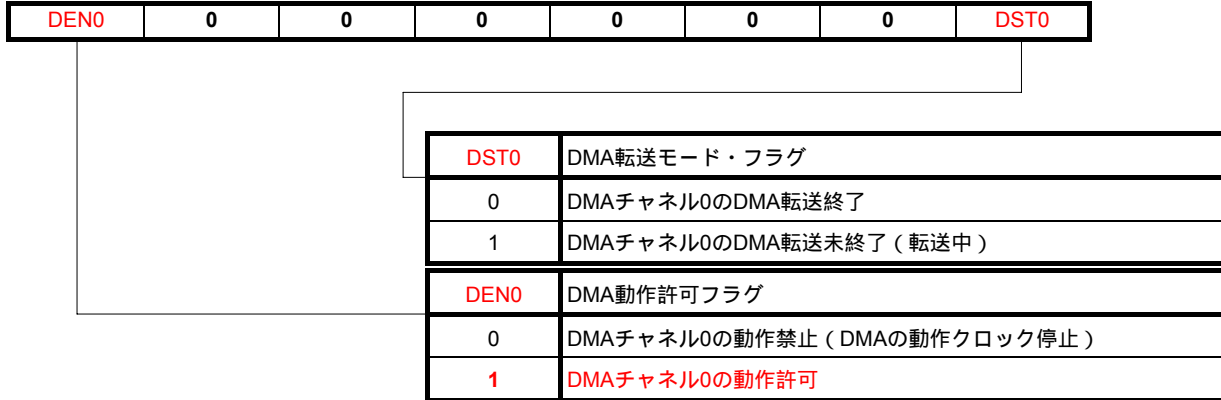 DEN0 0 0 0 0 0 0 DST0
DST0 DMA転送モード・フラグ
0 DMAチャネル0のDMA転送終了
1 DMAチャネル0のDMA転送未終了（転送中）
DEN0 DMA動作許可フラグ
0 DMAチャネル0の動作禁止（DMAの動作クロック停止）
1 DMAチャネル0の動作許可